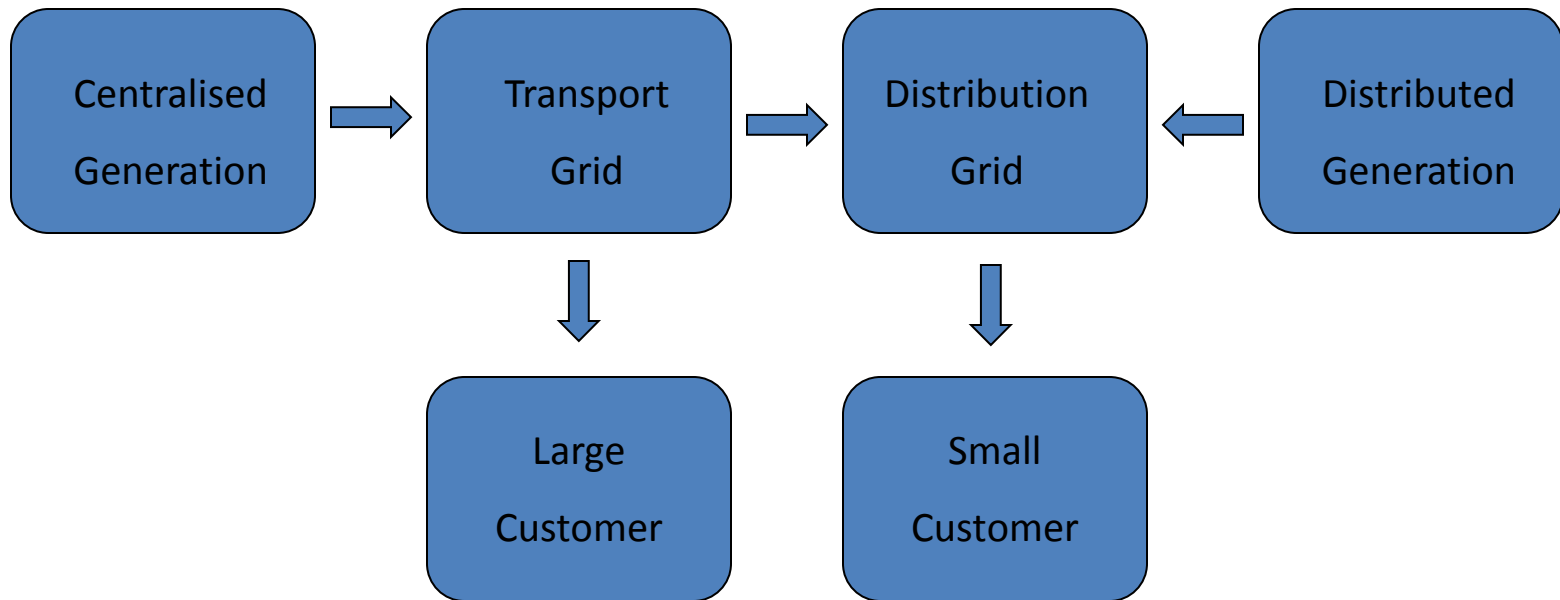 Centralised
Generation
Transport
Grid
Distribution
Grid
Distributed
Generation
Large
Customer
Small
Customer